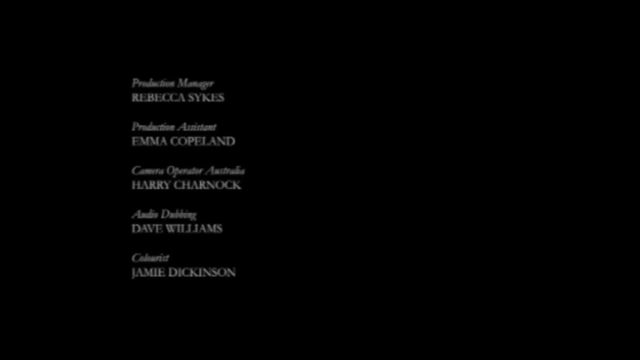 Production Manager
REBECCA SYKES
Production Assistant
EMMA COPELAND
Camera Operator Australia
HARRY CHARNOCK
Audio Dubbing
DAVE WILLIAMS
Colourist
JAMIE DICKINSON